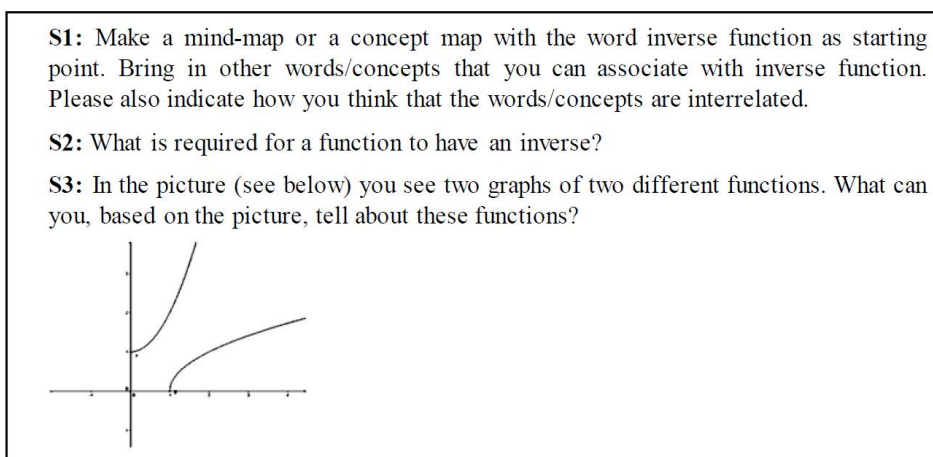 S1: Make a mind-map or a concept map with the word inverse function as starting
point. Bring in other words/concepts that you can associate with inverse function.
Please also indicate how you think that the words/concepts are interrelated.
S2: What is required for a function to have an inverse?
S3: In the picture (see below) you see two graphs of two different functions. What can
you, based on the picture, tell about these functions?